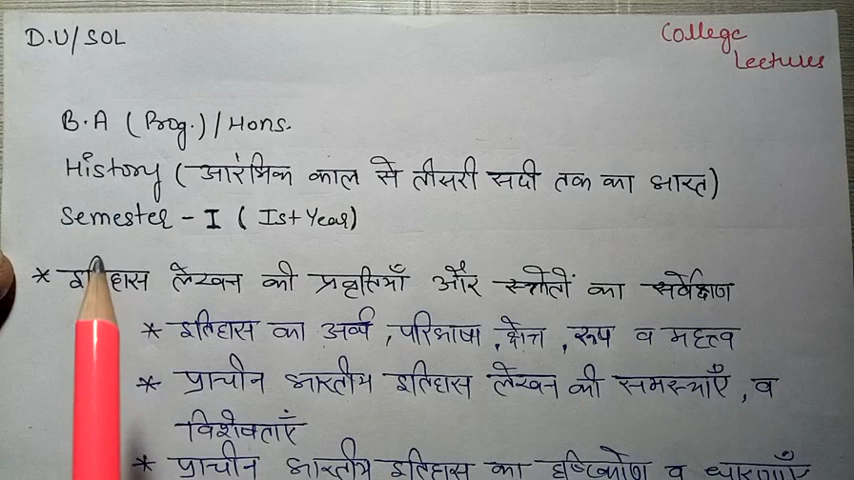 D.U/SOL
College
Lectures
B.A (Prog.) / Hons.
History (आरंभिक काल से तीसरी सदी तक का भारत)
Semester - I (Ist Year)
* इतिहास लेखन की प्रवृत्तियाँ और स्त्रोतों का सर्वेक्षण
* इतिहास का अर्थ, परिभाषा, क्षेत्र, रूप व महत्व
* प्राचीन भारतीय इतिहास लेखन की समस्याएँ, व
विशेषताएँ
* प्राचीन भारतीय इतिहास का दृष्टिकोण व धारणाएँ